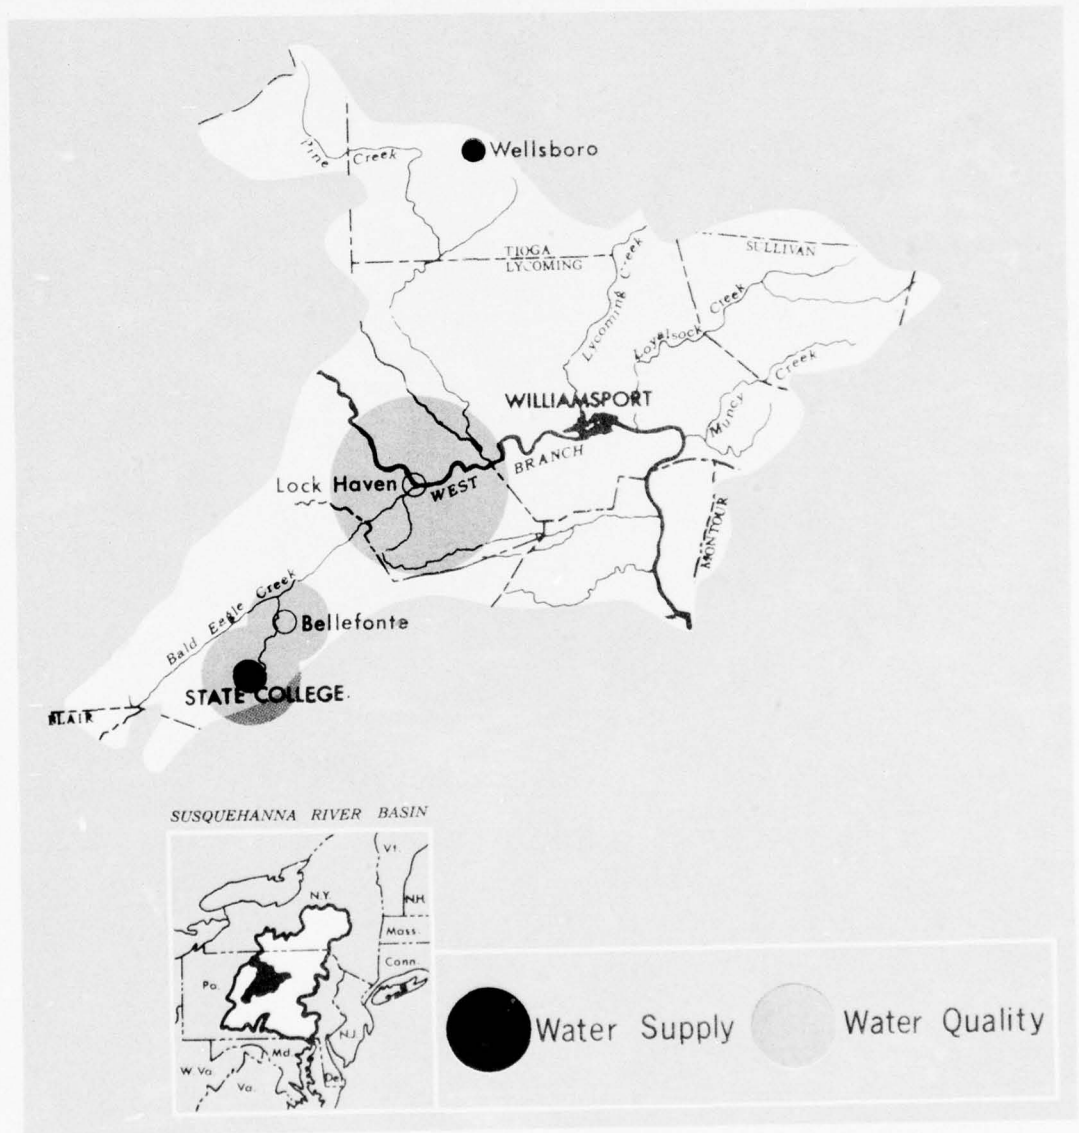 Wellsboro
Pine Creek
TIOGA
LYCOMING
SULLIVAN
Lycoming Creek
Loyalsock Creek
Muncy Creek
WILLIAMSPORT
WEST BRANCH
Lock Haven
MONTOUR
Bald Eagle Creek
Bellefonte
STATE COLLEGE
BLAIR
SUSQUEHANNA RIVER BASIN
Vt.
N.Y.
N.H.
Mass.
Conn.
Pa.
N.J.
Md.
W.Va.
Va.
Del.
Water Supply
Water Quality